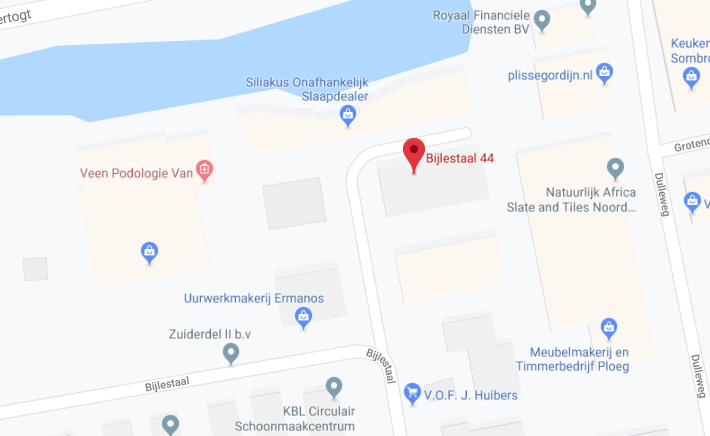 ertogt
Royaal Financiele
Diensten BV
Keuken
Sombro
plissegordijn.nl
Siliakus Onafhankelijk
Slaapdealer
Grotend
Bijlestaal 44
Veen Podologie Van
Dulleweg
Natuurlijk Africa
Slate and Tiles Noord...
V
Uurwerkmakerij Ermanos
Zuiderdel II b.v
Meubelmakerij en
Timmerbedrijf Ploeg
Dulleweg
Bijlestaal
Bijlestaal
V.O.F. J. Huibers
KBL Circulair
Schoonmaakcentrum